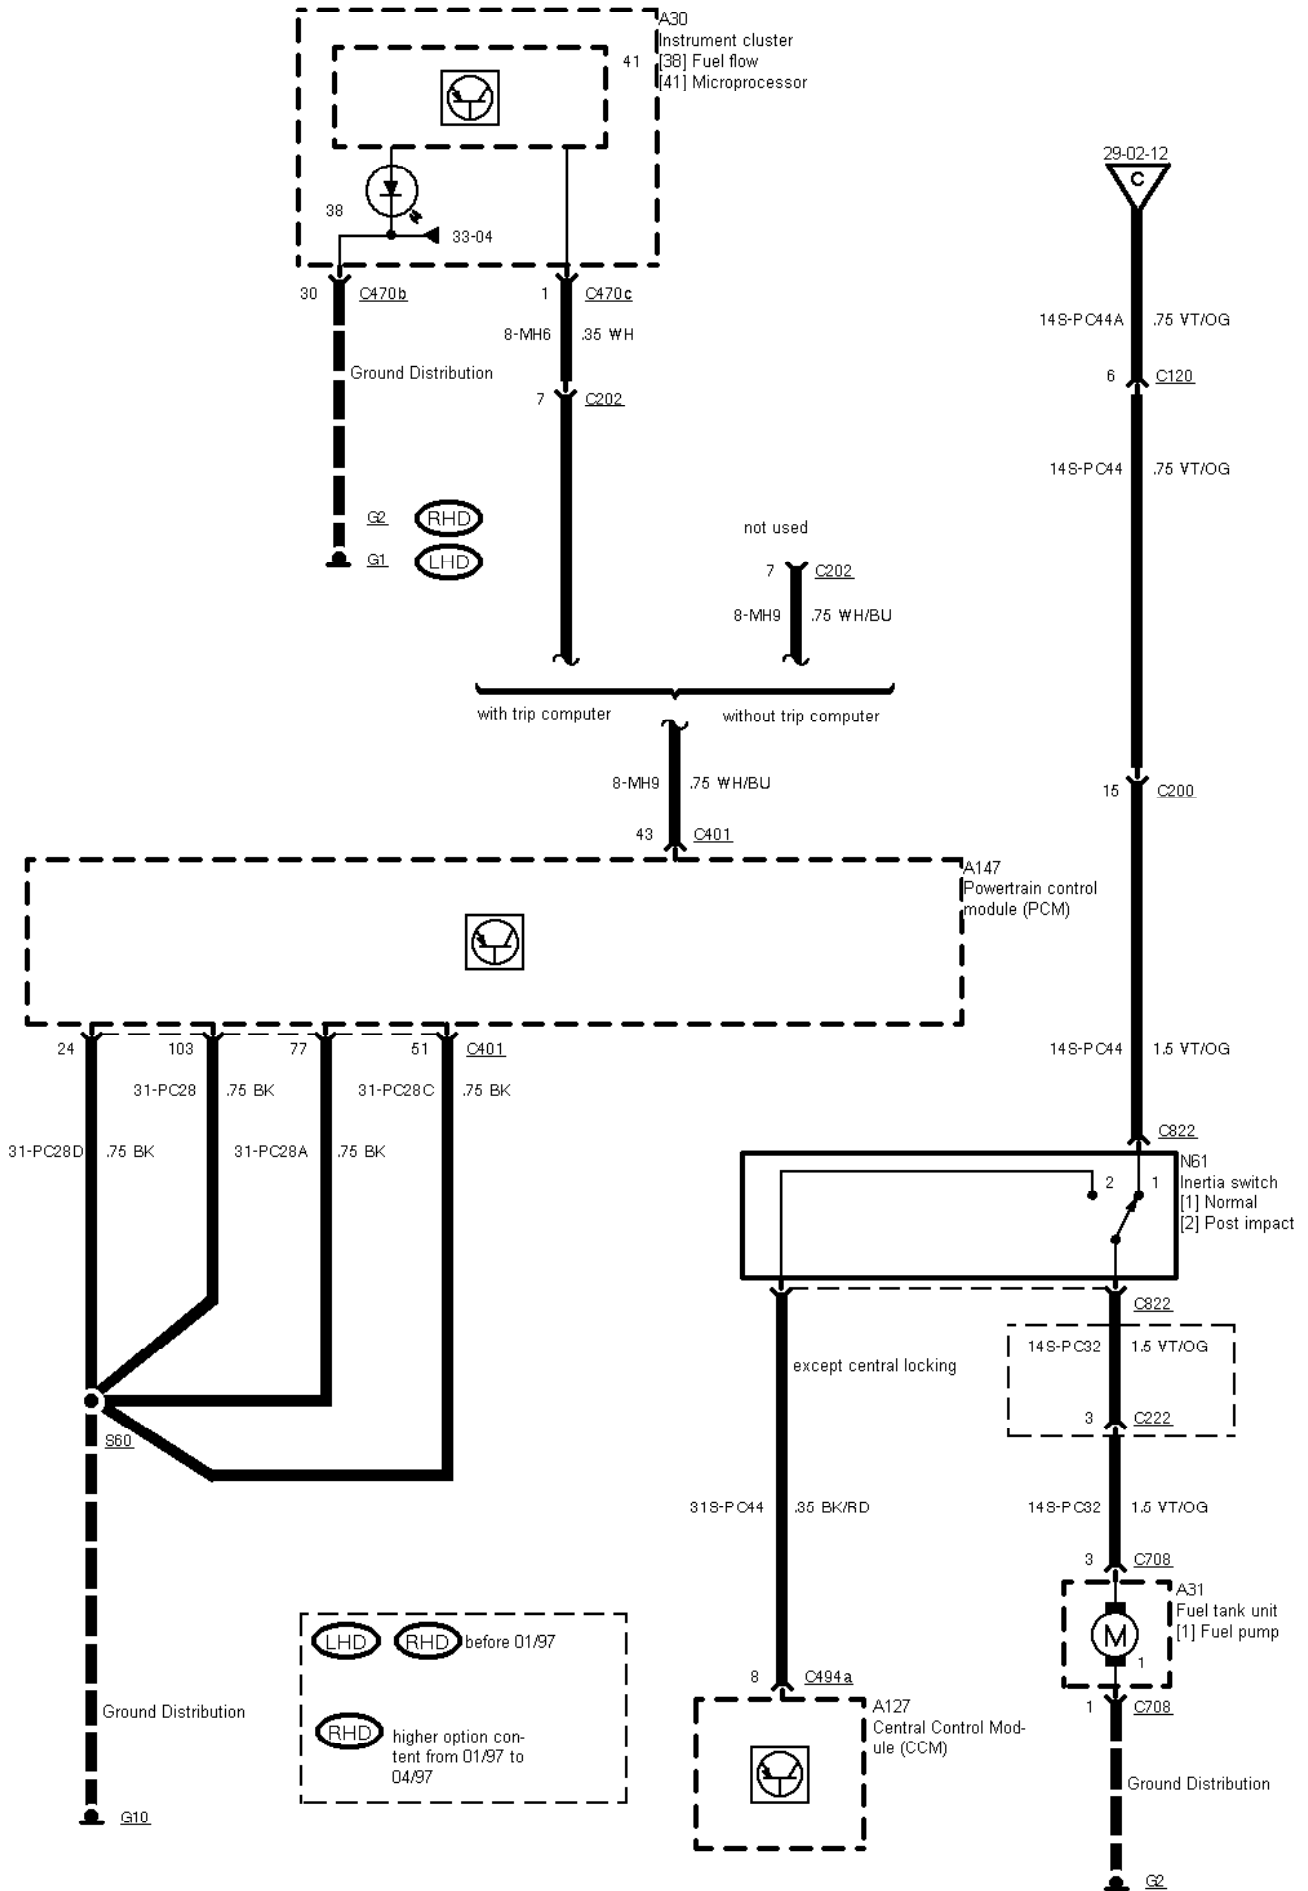 A30
Instrument cluster
[38] Fuel flow
[41] Microprocessor
41
38
33-04
30 C470b
1 C470c
8-MH6 .35 WH
Ground Distribution
7 C202
G2 RHD
G1 LHD
29-02-12
C
14S-PC44A .75 VT/OG
6 C120
14S-PC44 .75 VT/OG
not used
7 C202
8-MH9 .75 WH/BU
with trip computer
without trip computer
8-MH9 .75 WH/BU
43 C401
15 C200
A147
Powertrain control
module (PCM)
24 103 77 51 C401
31-PC28 .75 BK
31-PC28C .75 BK
31-PC28D .75 BK
31-PC28A .75 BK
S60
Ground Distribution
G10
14S-PC44 1.5 VT/OG
C822
N61
Inertia switch
[1] Normal
[2] Post impact
2 1
C822
except central locking
14S-PC32 1.5 VT/OG
3 C222
31S-PC44 .35 BK/RD
14S-PC32 1.5 VT/OG
3 C708
A31
Fuel tank unit
[1] Fuel pump
M
1
1 C708
8 C494a
A127
Central Control Mod-
ule (CCM)
Ground Distribution
G2
LHD RHD before 01/97
RHD higher option con-
tent from 01/97 to
04/97